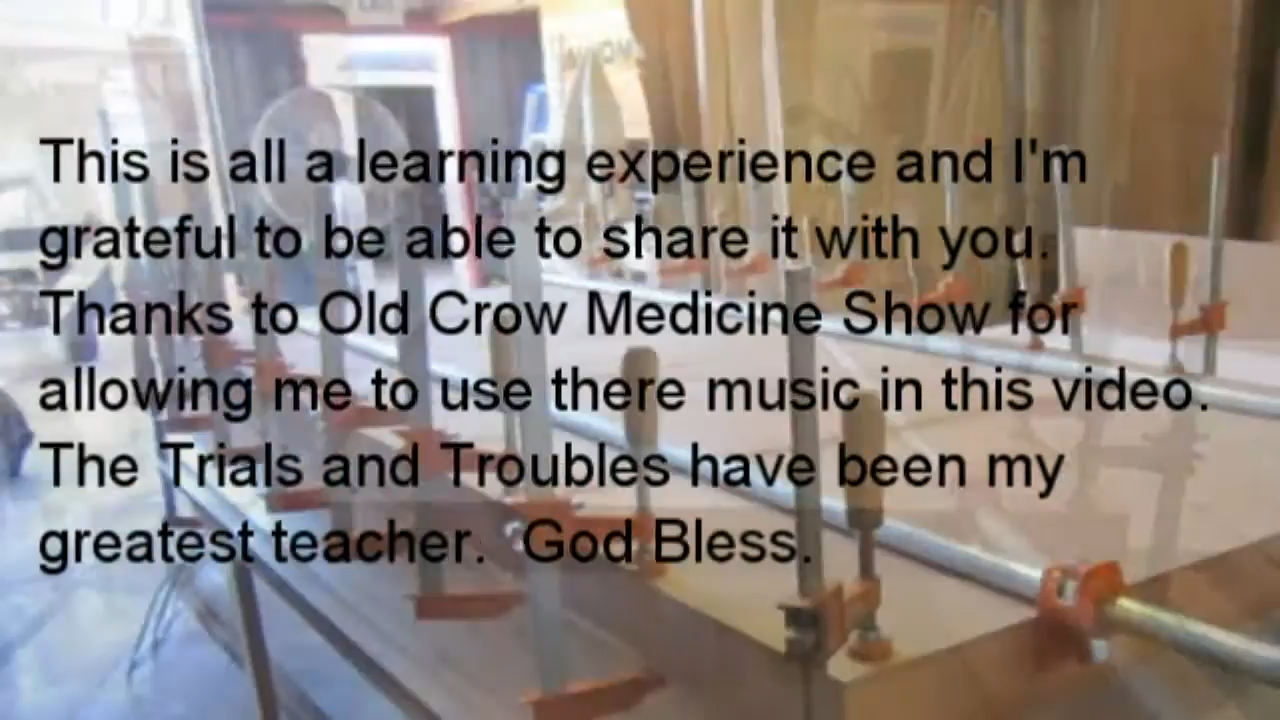 This is all a learning experience and I'm
grateful to be able to share it with you.
Thanks to Old Crow Medicine Show for
allowing me to use there music in this video.
The Trials and Troubles have been my
greatest teacher.  God Bless.